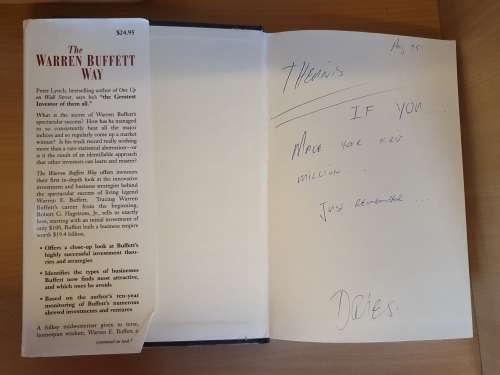 $24.95
The
WARREN BUFFETT
WAY
Peter Lynch, bestselling author of One Up
on Wall Street, says he's "the Greatest
Investor of them all."
What is the secret of Warren Buffett's
spectacular success? How has he managed
to so consistently beat all the major
indices and so regularly come up a market
winner? Is his track record really nothing
more than a rare statistical aberration—or
is it the result of an identifiable approach
that other investors can learn and master?
The Warren Buffett Way offers investors
their first in-depth look at the innovative
investment and business strategies behind
the spectacular success of living legend
Warren E. Buffett. Tracing Warren
Buffett's career from the beginning,
Robert G. Hagstrom, Jr., tells us exactly
how, starting with an initial investment of
only $100, Buffett built a business empire
worth $19.4 billion.
• Offers a close-up look at Buffett's
highly successful investment theo-
ries and strategies
• Identifies the types of businesses
Buffett now finds most attractive,
and which ones he avoids
• Based on the author's ten-year
monitoring of Buffett's numerous
shrewd investments and ventures
A folksy midwesterner given to terse,
homespun wisdom, Warren E. Buffett is
continued on back
95
IF YOU ...
MAKE YOUR FIRST
MILLION ...
JUST REMEMBER ...